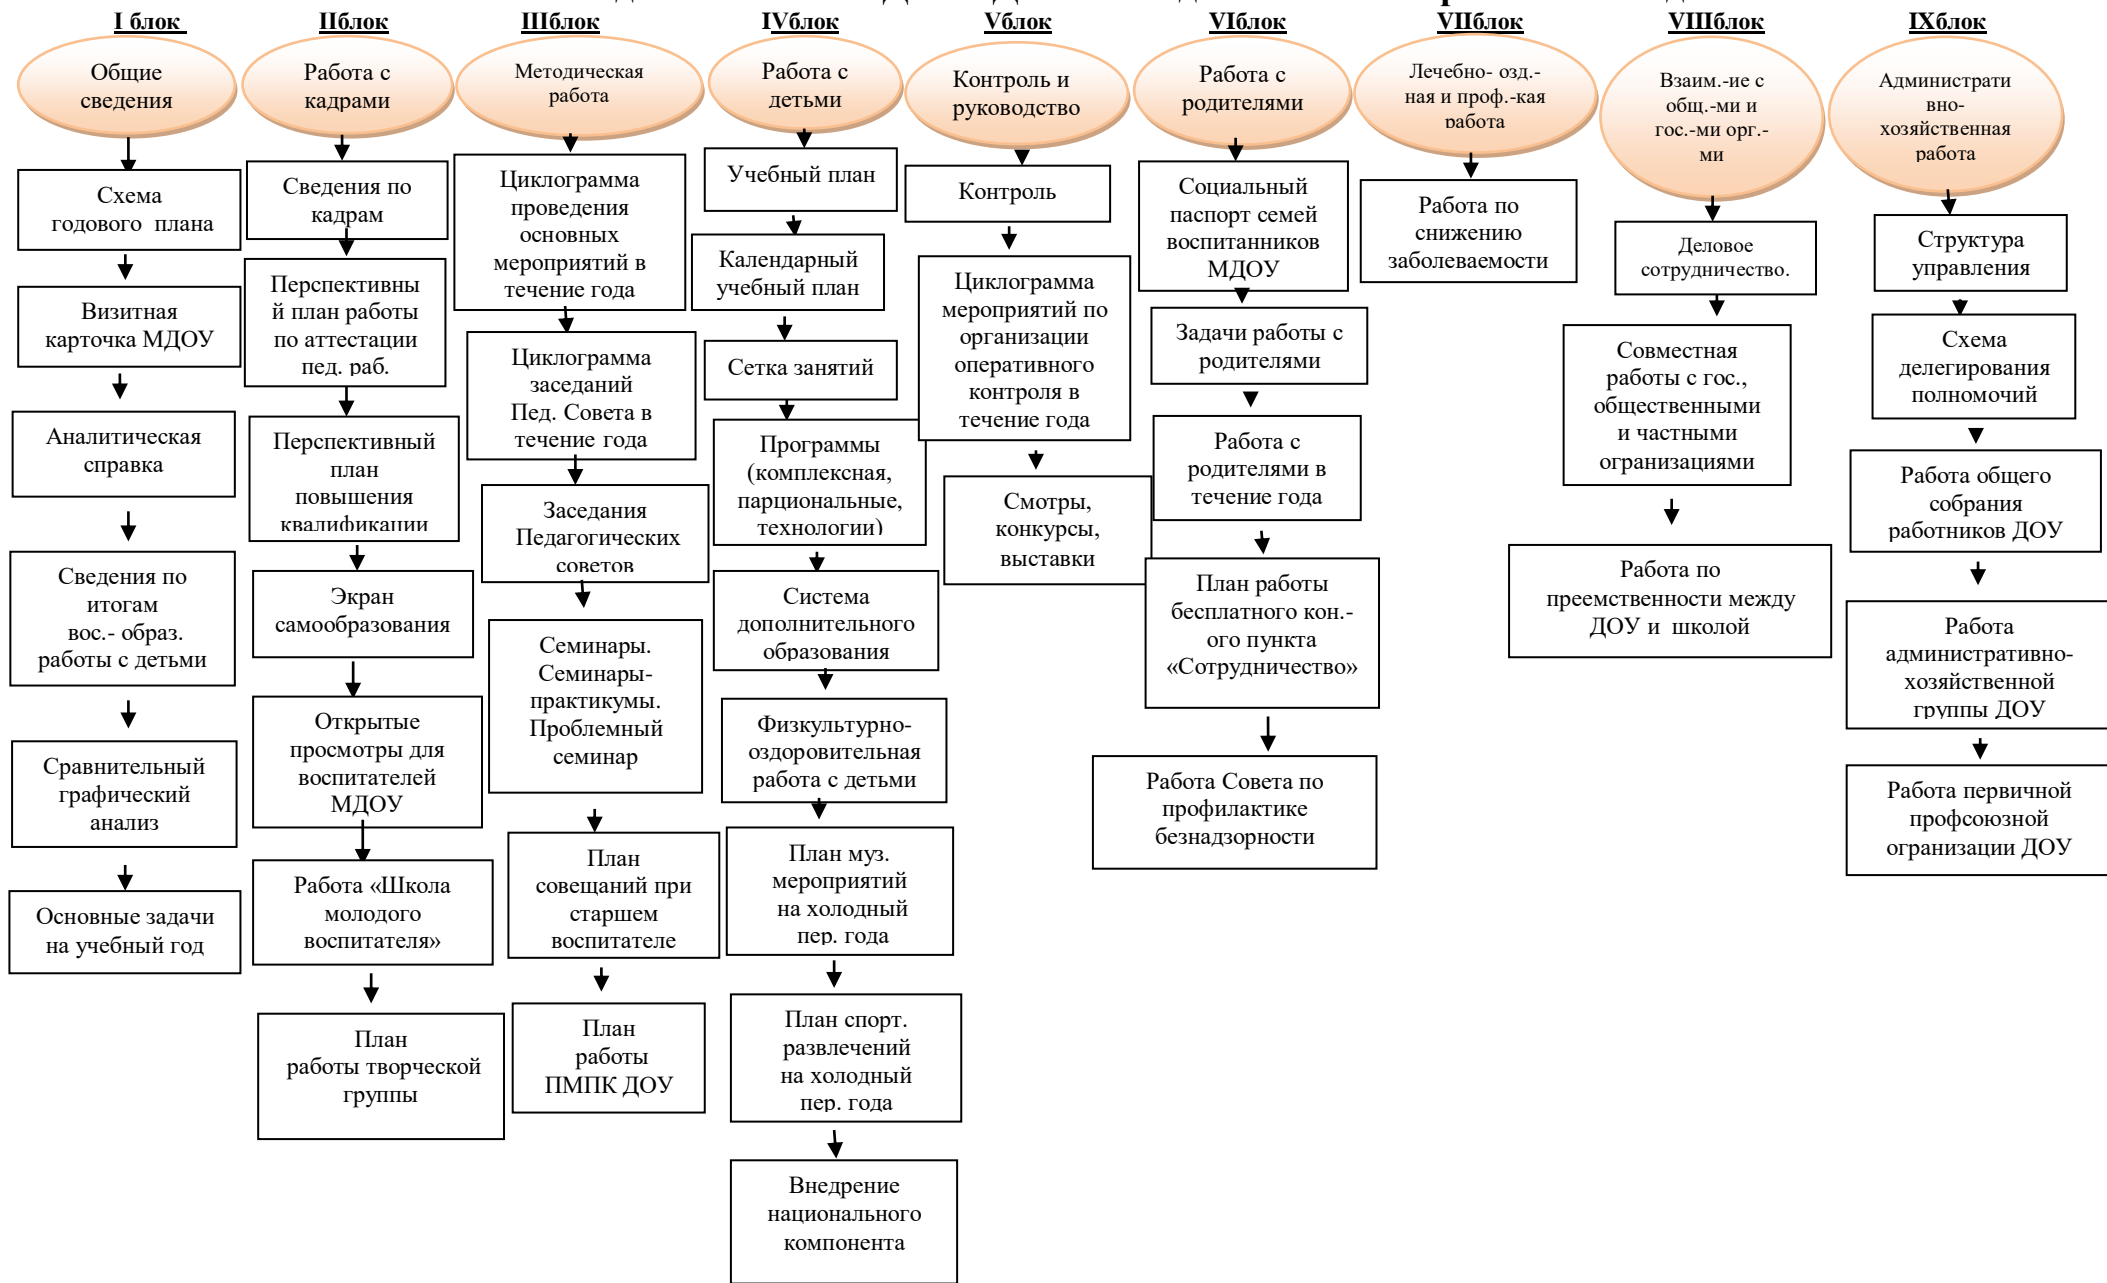 I блок
Общие
сведения
Схема
годового плана
Визитная
карточка МДОУ
Аналитическая
справка
Сведения по
итогам
вос.- образ.
работы с детьми
Сравнительный
графический
анализ
Основные задачи
на учебный год
IIблок
Работа с
кадрами
Сведения по
кадрам
Перспективны
й план работы
по аттестации
пед. раб.
Перспективный
план
повышения
квалификации
Экран
самообразования
Открытые
просмотры для
воспитателей
МДОУ
Работа «Школа
молодого
воспитателя»
План
работы творческой
группы
IIIблок
Методическая
работа
Циклограмма
проведения
основных
мероприятий в
течение года
Циклограмма
заседаний
Пед. Совета в
течение года
Заседания
Педагогических
советов
Семинары.
Семинары-
практикумы.
Проблемный
семинар
План
совещаний при
старшем
воспитателе
План
работы
ПМПК ДОУ
IVблок
Работа с
детьми
Учебный план
Календарный
учебный план
Сетка занятий
Программы
(комплексная,
парциональные,
технологии)
Система
дополнительного
образования
Физкультурно-
оздоровительная
работа с детьми
План муз.
мероприятий
на холодный
пер. года
План спорт.
развлечений
на холодный
пер. года
Внедрение
национального
компонента
Vблок
Контроль и
руководство
Контроль
Циклограмма
мероприятий по
организации
оперативного
контроля в
течение года
Смотры,
конкурсы,
выставки
VIблок
Работа с
родителями
Социальный
паспорт семей
воспитанников
МДОУ
Задачи работы с
родителями
Работа с
родителями в
течение года
План работы
бесплатного кон.-
ого пункта
«Сотрудничество»
Работа Совета по
профилактике
безнадзорности
VIIблок
Лечебно- озд.-
ная и проф.-кая
работа
Работа по
снижению
заболеваемости
VIIIблок
Взаим.-ие с
общ.-ми и
гос.-ми орг.-
ми
Деловое
сотрудничество.
Совместная
работы с гос.,
общественными
и частными
огранизациями
Работа по
преемственности между
ДОУ и школой
IXблок
Административ
вно-
хозяйственная
работа
Структура
управления
Схема
делегирования
полномочий
Работа общего
собрания
работников ДОУ
Работа
административно-
хозяйственной
группы ДОУ
Работа первичной
профсоюзной
огранизации ДОУ